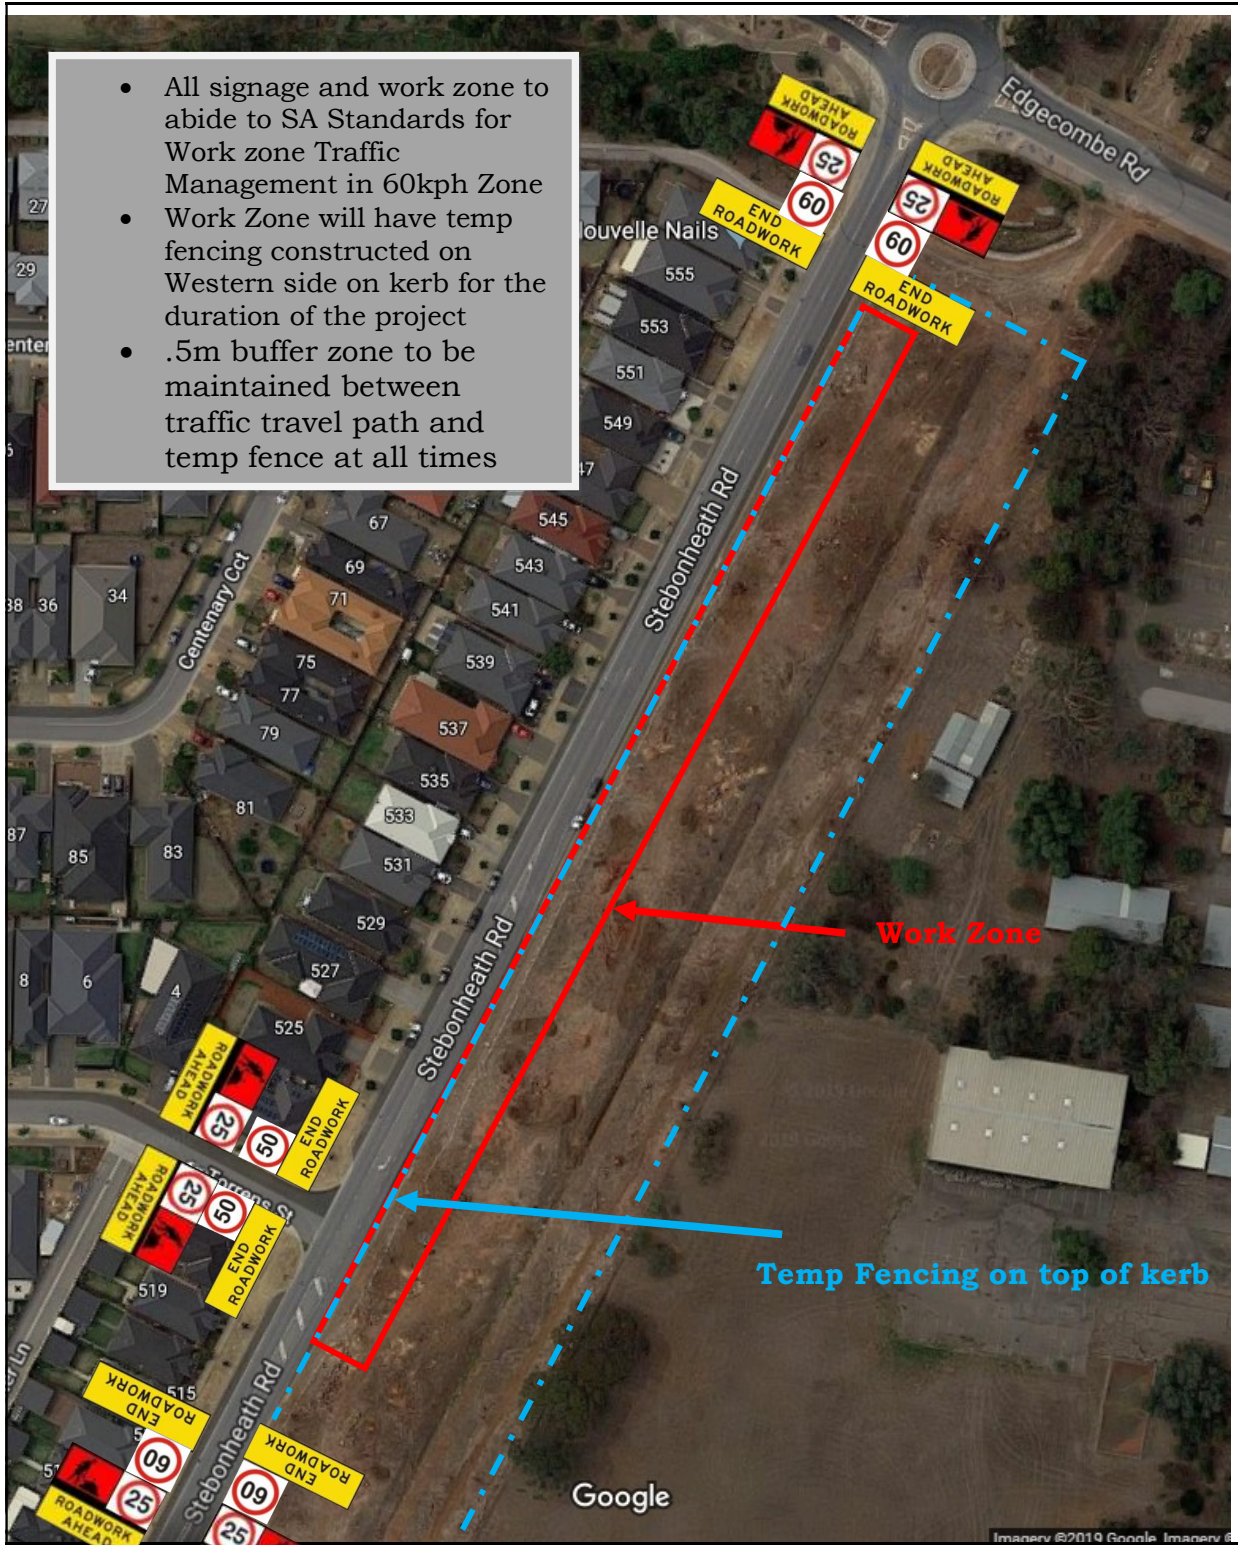 All signage and work zone to
abide to SA Standards for
Work zone Traffic
Management in 60kph Zone
Work Zone will have temp
fencing constructed on
Western side on kerb for the
duration of the project
.5m buffer zone to be
maintained between
traffic travel path and
temp fence at all times
ROADWORK
AHEAD
25
60
END
ROADWORK
ROADWORK
AHEAD
25
60
END
ROADWORK
Edgecombe Rd
27
29
555
553
551
549
545
543
541
539
537
535
533
531
529
527
525
67
69
71
75
77
79
81
83
85
87
34
36
38
Centenary Cct
Stebonheath Rd
Work Zone
Stebonheath Rd
8
6
4
ROADWORK
AHEAD
25
50
END
ROADWORK
ROADWORK
AHEAD
25
50
END
ROADWORK
519
Temp Fencing on top of kerb
515
END
ROADWORK
60
25
ROADWORK
AHEAD
Stebonheath Rd
END
ROADWORK
60
25
Google
Imagery ©2019 Google, Imagery ©